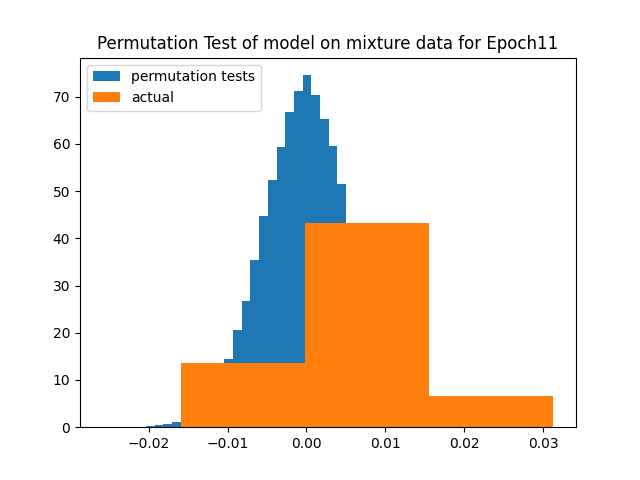 Permutation Test of model on mixture data for Epoch11
permutation tests
actual
70
60
50
40
30
20
10
0
−0.02 −0.01 0.00 0.01 0.02 0.03